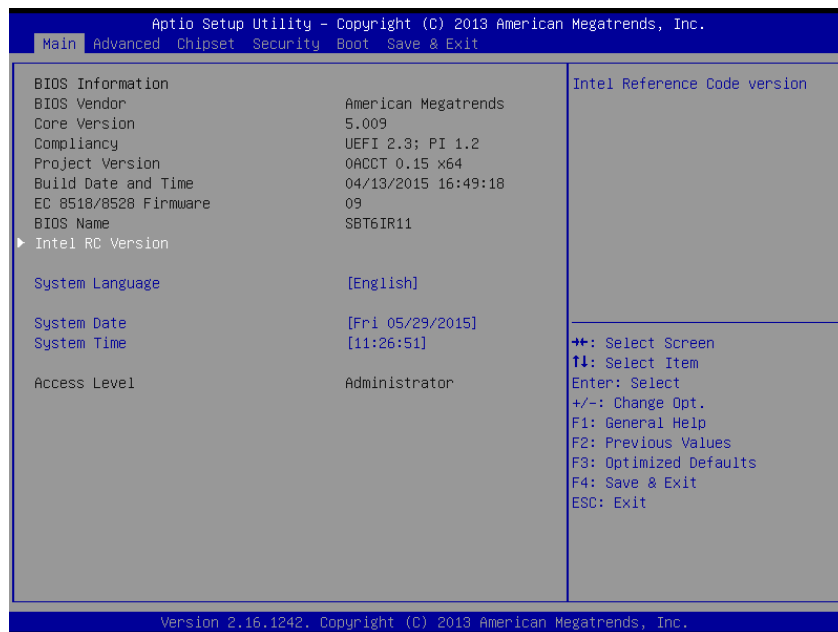 Aptio Setup Utility – Copyright (C) 2013 American Megatrends, Inc.
Main Advanced Chipset Security Boot Save & Exit
BIOS Information
BIOS Vendor American Megatrends
Core Version 5.009
Compliancy UEFI 2.3; PI 1.2
Project Version 0ACCT 0.15 x64
Build Date and Time 04/13/2015 16:49:18
EC 8518/8528 Firmware 09
BIOS Name SBT6IR11
Intel RC Version
System Language [English]
System Date [Fri 05/29/2015]
System Time [11:26:51]
Access Level Administrator
Intel Reference Code version
→←: Select Screen
↑↓: Select Item
Enter: Select
+/-: Change Opt.
F1: General Help
F2: Previous Values
F3: Optimized Defaults
F4: Save & Exit
ESC: Exit
Version 2.16.1242. Copyright (C) 2013 American Megatrends, Inc.